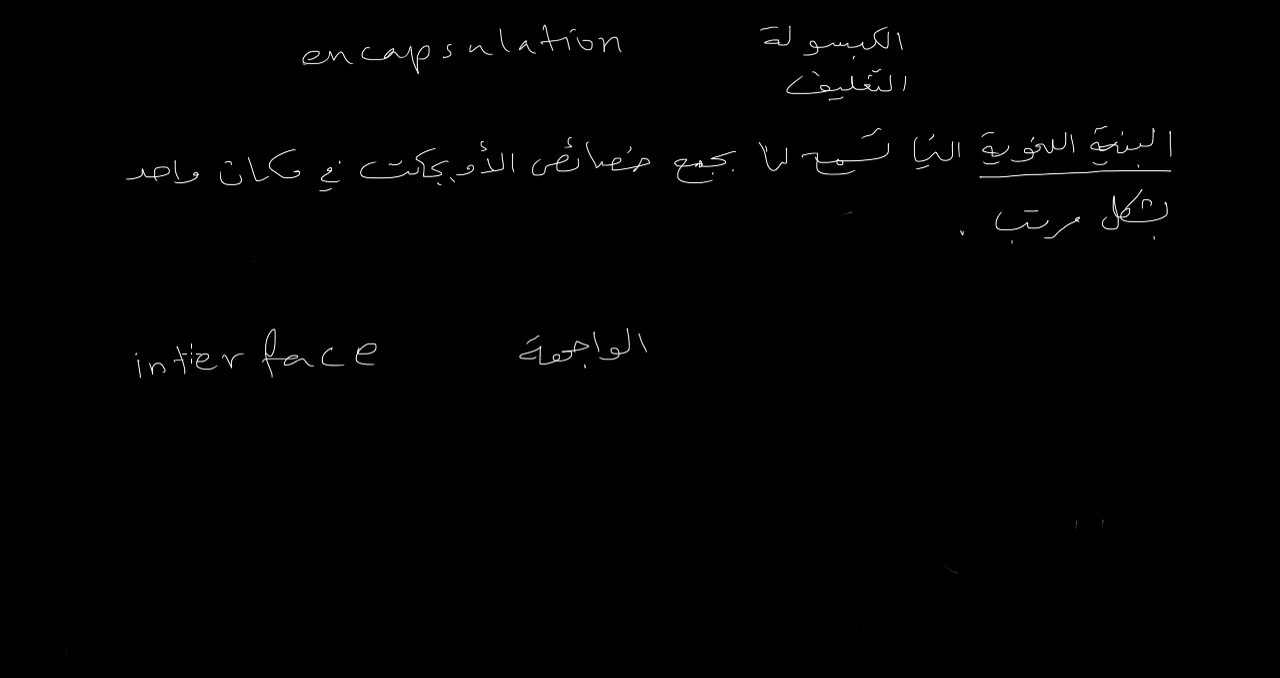 encapsulation الكبسولة
التغليف
البنية اللغوية التي تسمح لنا بجمع خصائص الأوبجكت في مكان واحد
بشكل مرتب .
interface الواجهة